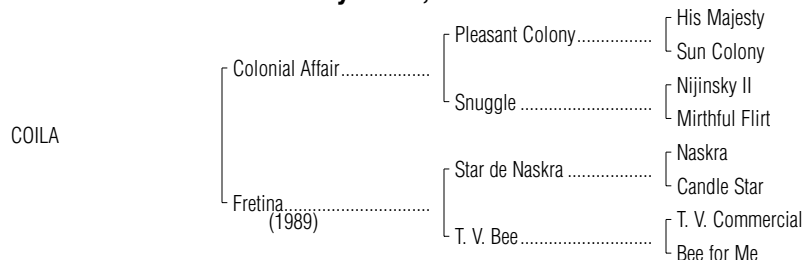 His Majesty
Pleasant Colony................
Sun Colony
Colonial Affair...................
Nijinsky II
Snuggle ............................
Mirthful Flirt
COILA
Naskra
Star de Naskra .................
Candle Star
Fretina...............................
(1989)
T. V. Commercial
T. V. Bee............................
Bee for Me